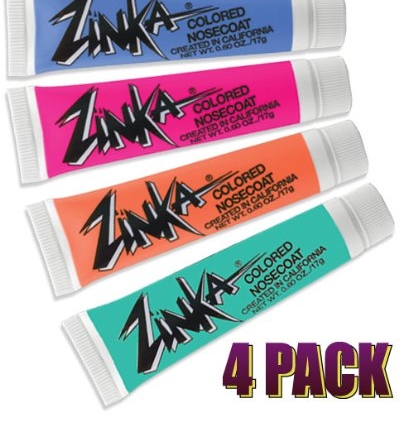 ZINKA
COLORED
NOSECOAT
CREATED IN CALIFORNIA
NET WT. 0.60 OZ./17g
ZINKA®
COLORED
NOSECOAT
CREATED IN CALIFORNIA
NET WT. 0.60 OZ./17g
ZINKA®
COLORED
NOSECOAT
CREATED IN CALIFORNIA
NET WT. 0.60 OZ./17g
ZINKA®
COLORED
NOSECOAT
CREATED IN CALIFORNIA
NET WT. 0.60 OZ./17g
4 PACK